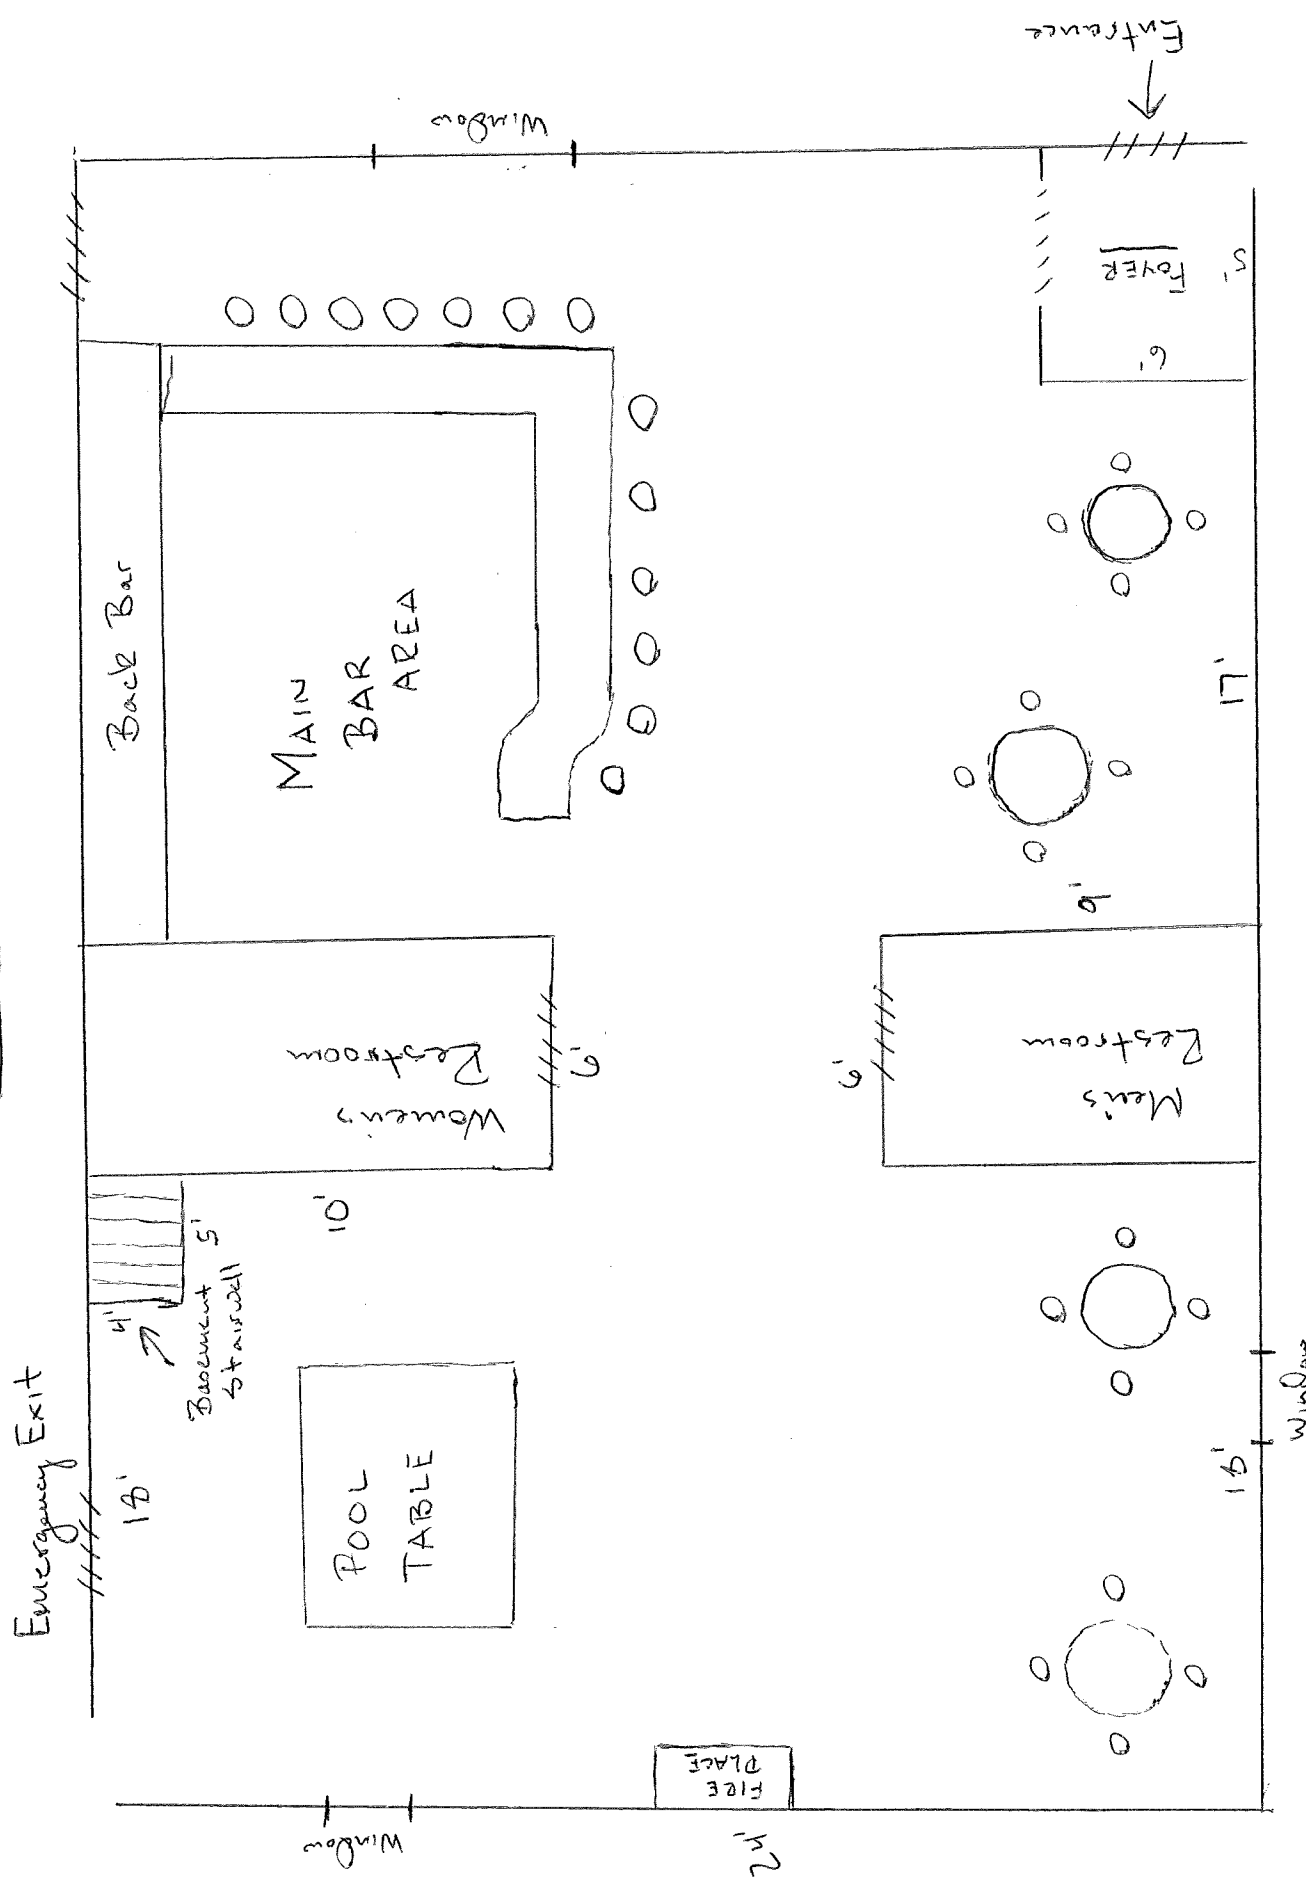 Entrance
Window
FOYER
5'
6'
Back Bar
MAIN
BAR
AREA
17'
9'
Women's
Restroom
6'
Men's
Restroom
6'
10'
5'
4'
Basement
Stairwell
Emergency Exit
18'
POOL
TABLE
Window
18'
FIRE
PLACE
Window
24'